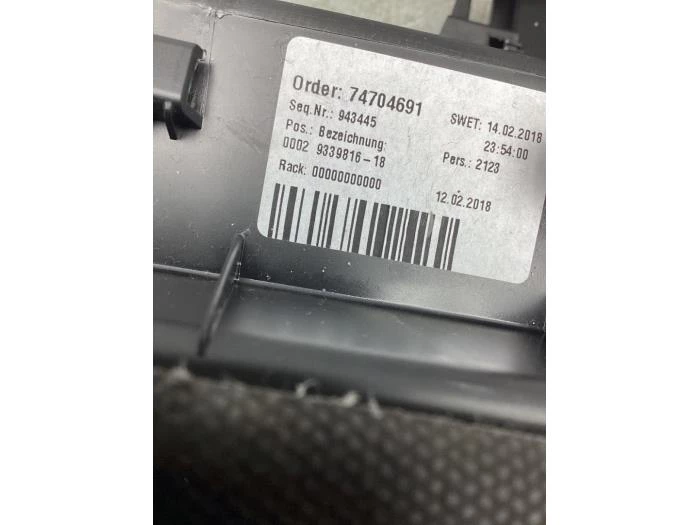 Order: 74704691
SWET: 14.02.2018
Seq.Nr.: 943445
23:54:00
Pos.: Bezeichnung:
Pers.: 2123
0002 9339816-18
Rack: 00000000000
12.02.2018